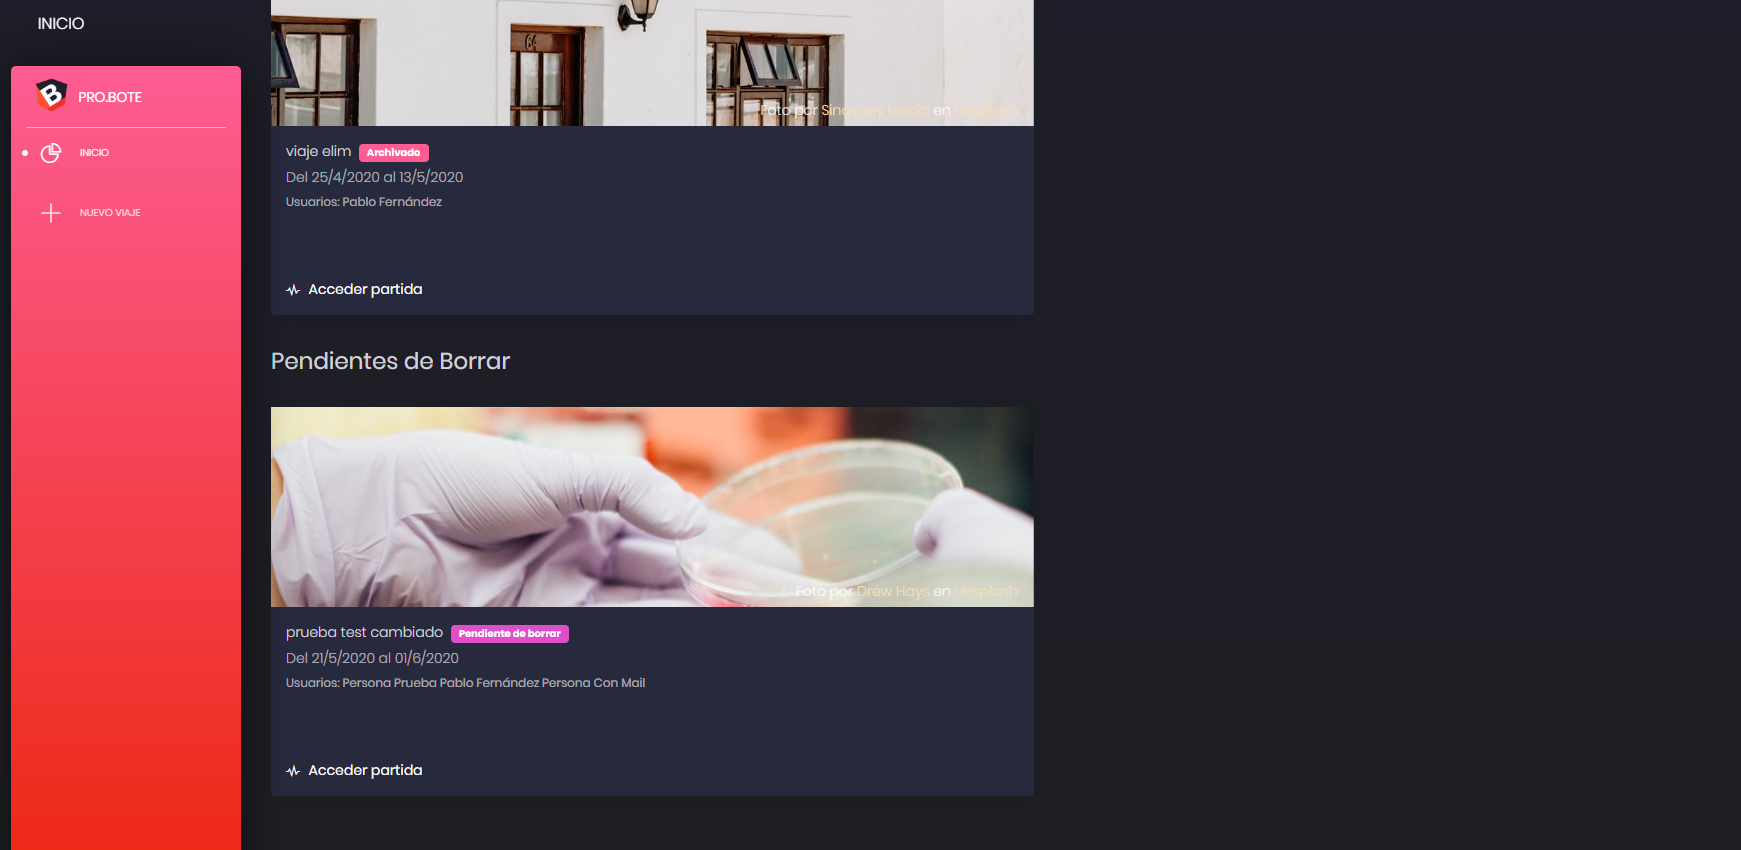 INICIO
PRO.BOTE
INICIO
NUEVO VIAJE
64
Foto por Sincerely Media en Unsplash
viaje elim Archivado
Del 25/4/2020 al 13/5/2020
Usuarios: Pablo Fernández
Acceder partida
Pendientes de Borrar
Foto por Drew Hays en Unsplash
prueba test cambiado Pendiente de borrar
Del 21/5/2020 al 01/6/2020
Usuarios: Persona Prueba Pablo Fernández Persona Con Mail
Acceder partida